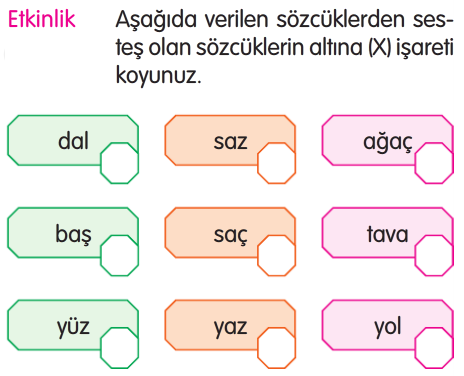 Etkinlik Aşağıda verilen sözcüklerden ses-
teş olan sözcüklerin altına (X) işareti
koyunuz.
dal saz ağaç
baş saç tava
yüz yaz yol